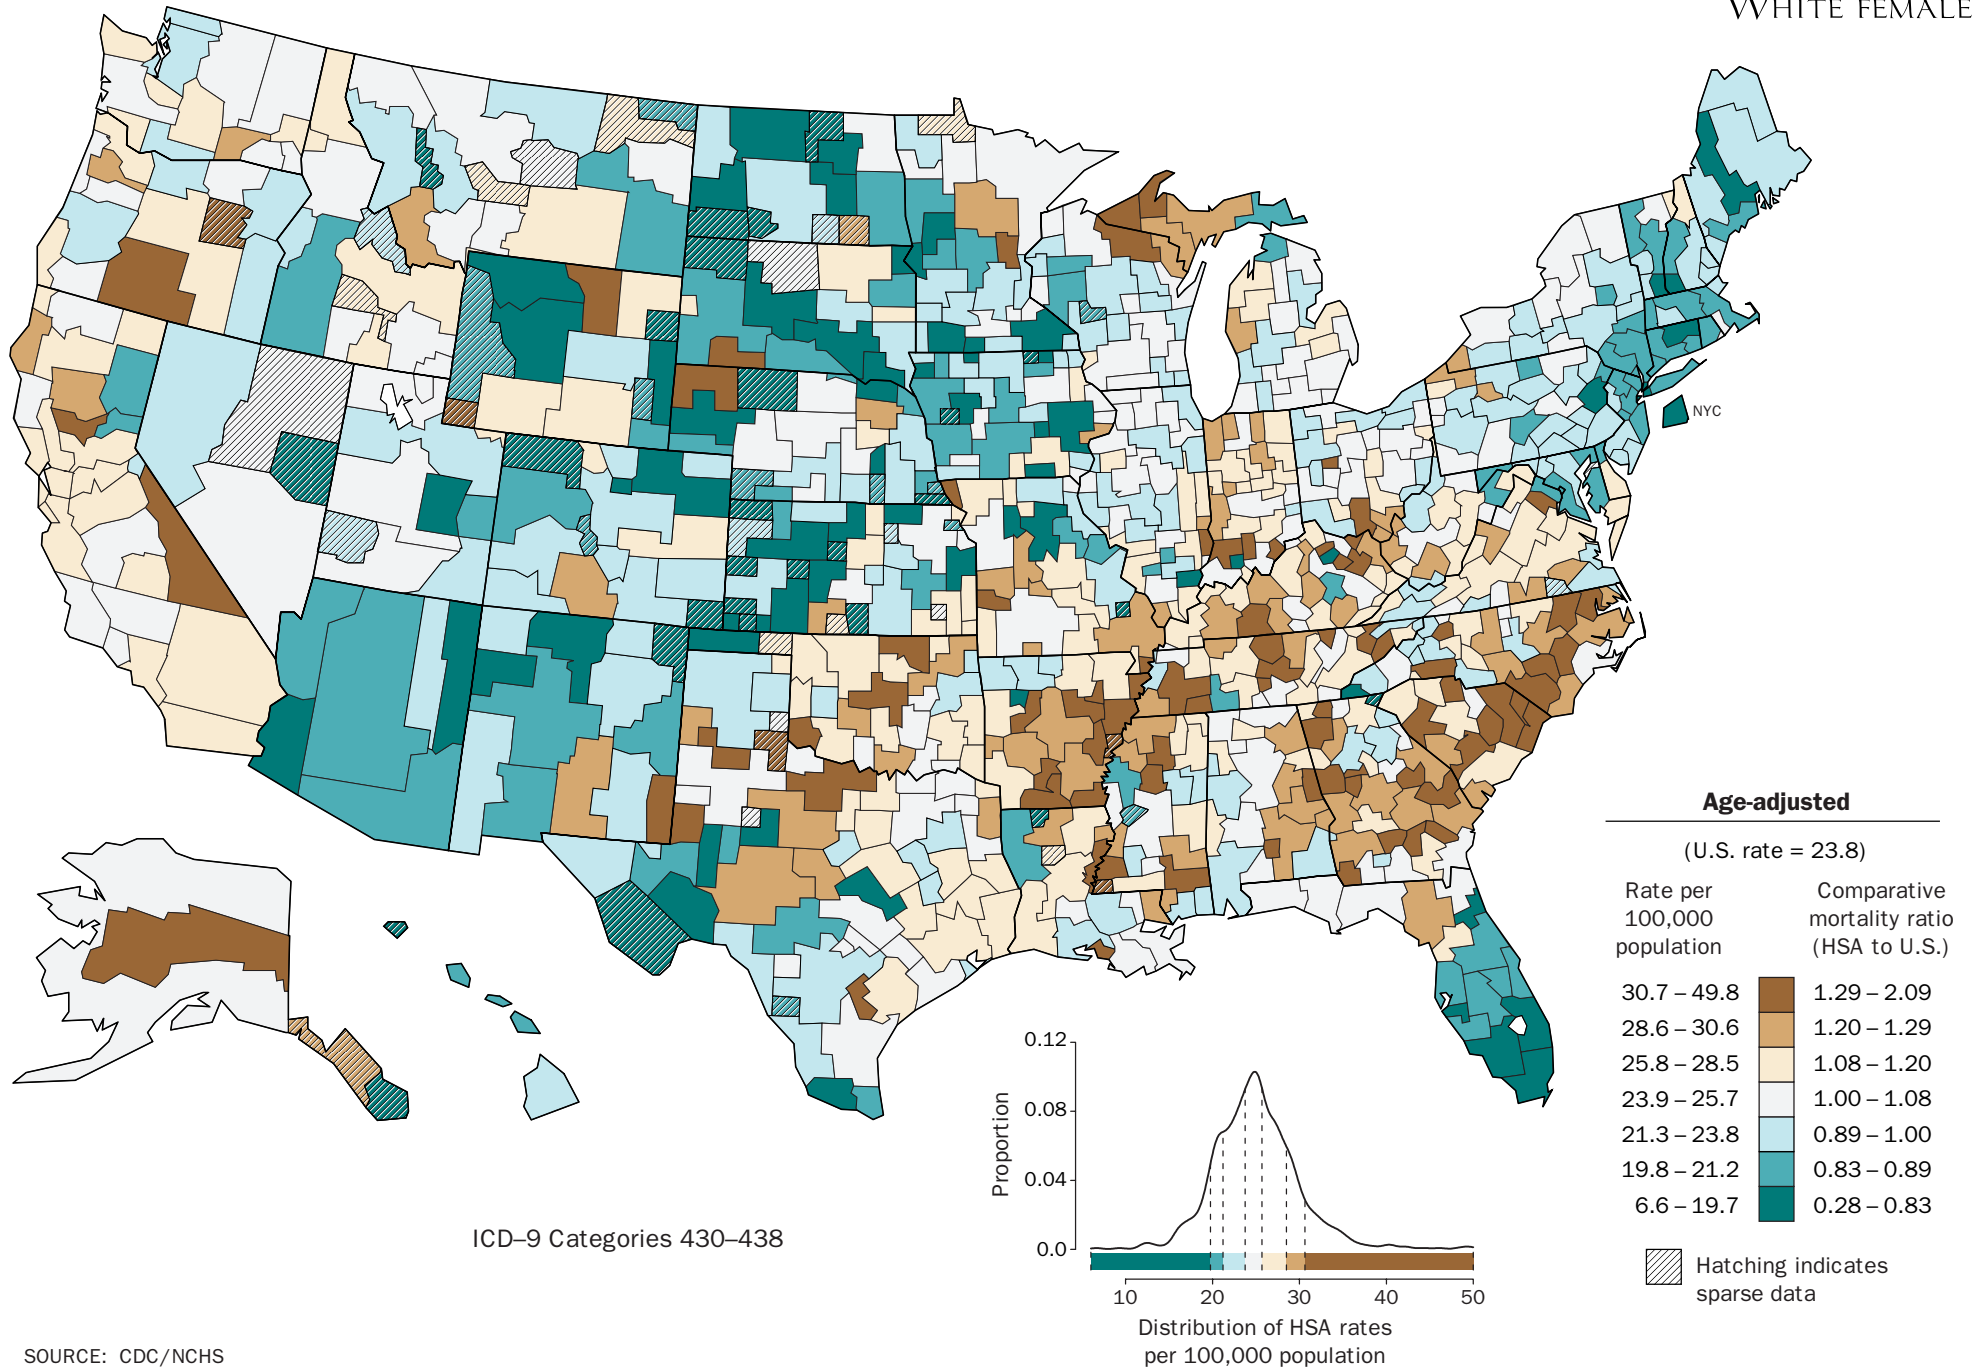 WHITE FEMALE
NYC
Age-adjusted
(U.S. rate = 23.8)
Rate per
100,000
population
Comparative
mortality ratio
(HSA to U.S.)
30.7 – 49.8 1.29 – 2.09
28.6 – 30.6 1.20 – 1.29
25.8 – 28.5 1.08 – 1.20
23.9 – 25.7 1.00 – 1.08
21.3 – 23.8 0.89 – 1.00
19.8 – 21.2 0.83 – 0.89
6.6 – 19.7 0.28 – 0.83
Hatching indicates
sparse data
0.12
0.08
0.04
0.0
Proportion
10 20 30 40 50
Distribution of HSA rates
per 100,000 population
ICD–9 Categories 430–438
SOURCE: CDC/NCHS